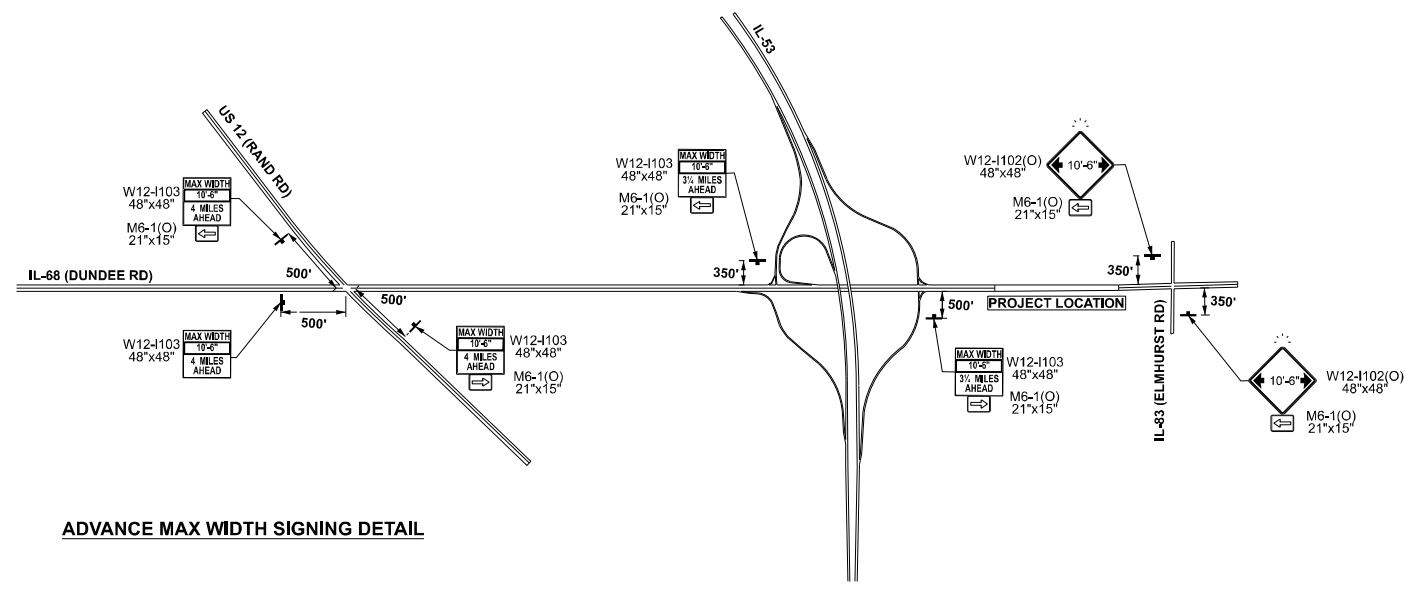 IL-53
US 12 (RAND RD)
W12-I103
48"x48"
M6-1(O)
21"x15"
MAX WIDTH
10'-6"
4 MILES
AHEAD
500'
W12-I103
48"x48"
M6-1(O)
21"x15"
MAX WIDTH
10'-6"
3¼ MILES
AHEAD
350'
W12-I102(O)
48"x48"
M6-1(O)
21"x15"
10'-6"
350'
IL-68 (DUNDEE RD)
500'
W12-I103
48"x48"
MAX WIDTH
10'-6"
4 MILES
AHEAD
500'
MAX WIDTH
10'-6"
4 MILES
AHEAD
W12-I103
48"x48"
M6-1(O)
21"x15"
500'
PROJECT LOCATION
MAX WIDTH
10'-6"
3¼ MILES
AHEAD
W12-I103
48"x48"
M6-1(O)
21"x15"
IL-83 (ELMHURST RD)
350'
10'-6"
W12-I102(O)
48"x48"
M6-1(O)
21"x15"
ADVANCE MAX WIDTH SIGNING DETAIL